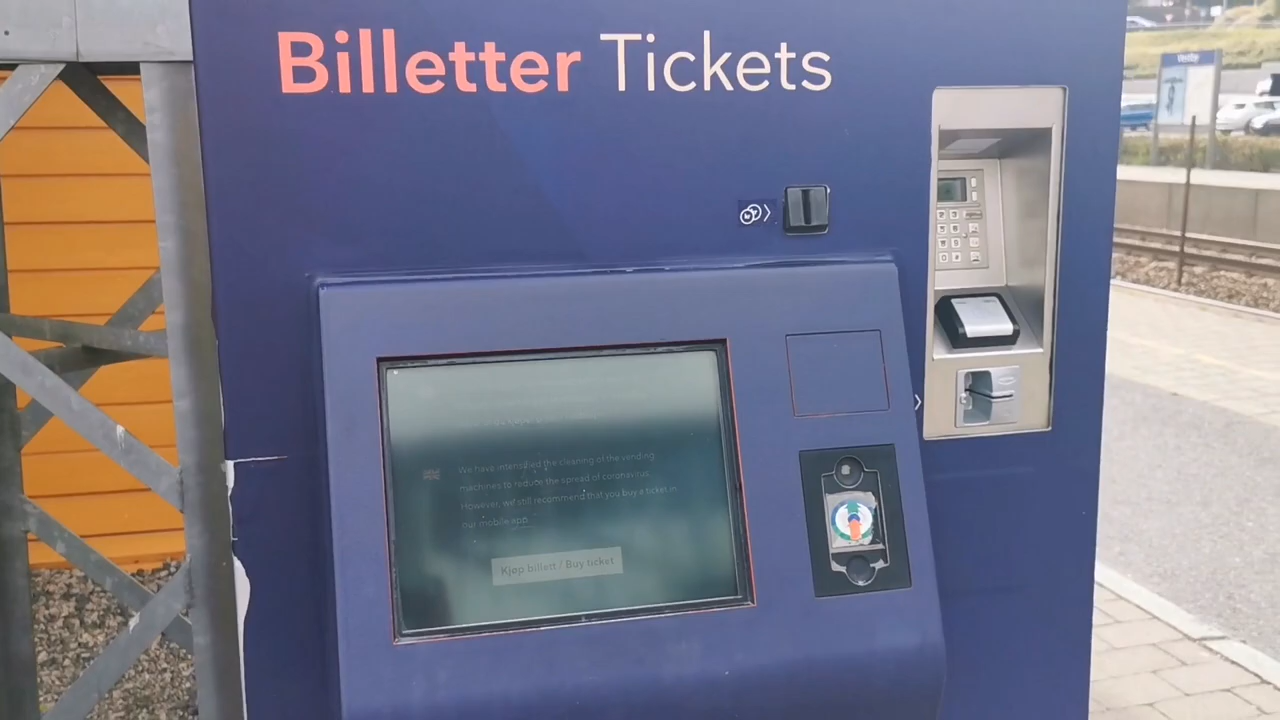 Billetter Tickets
We have intensified the cleaning of the vending
machines to reduce the spread of coronavirus.
However, we still recommend that you buy a ticket in
our mobile app.
Kjøp billett / Buy ticket